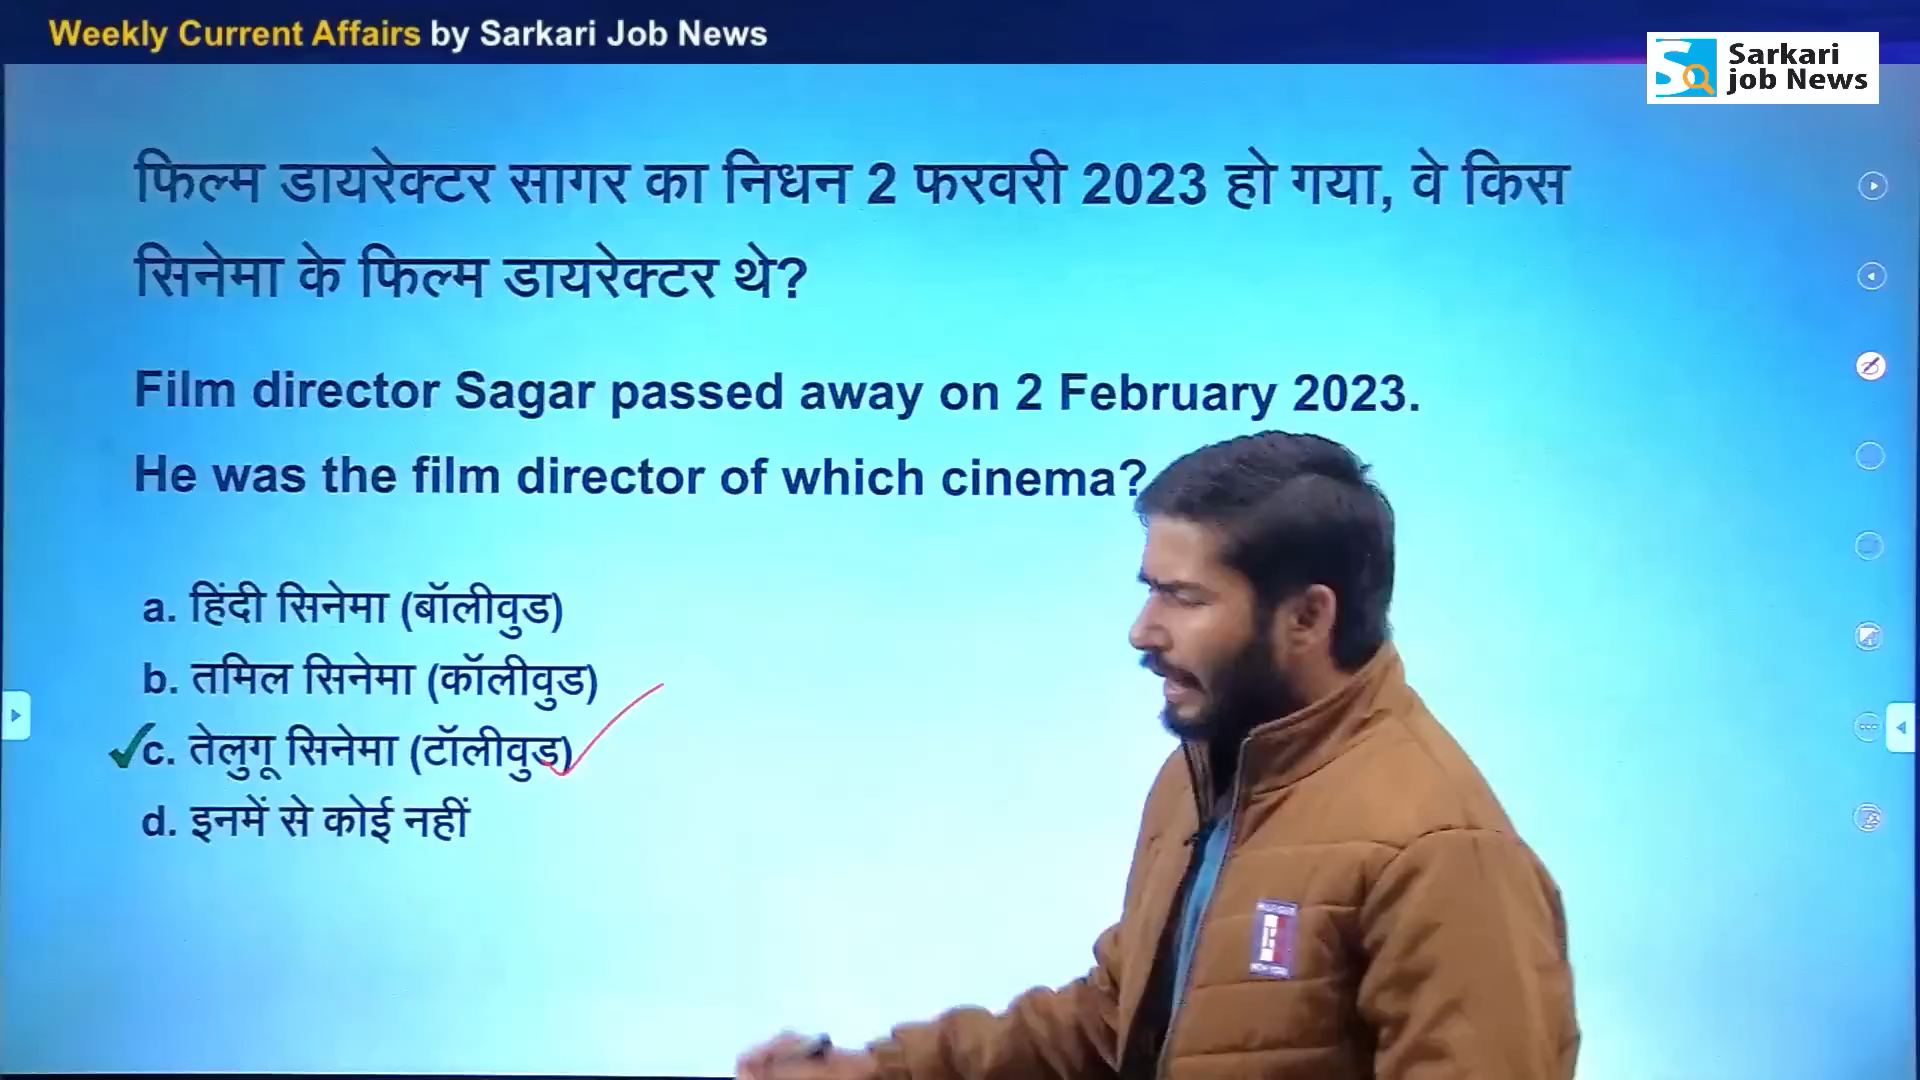 Weekly Current Affairs by Sarkari Job News
Sarkari
job News
फिल्म डायरेक्टर सागर का निधन 2 फरवरी 2023 हो गया, वे किस
सिनेमा के फिल्म डायरेक्टर थे?
Film director Sagar passed away on 2 February 2023.
He was the film director of which cinema?
a. हिंदी सिनेमा (बॉलीवुड)
b. तमिल सिनेमा (कॉलीवुड)
c. तेलुगू सिनेमा (टॉलीवुड)
d. इनमें से कोई नहीं